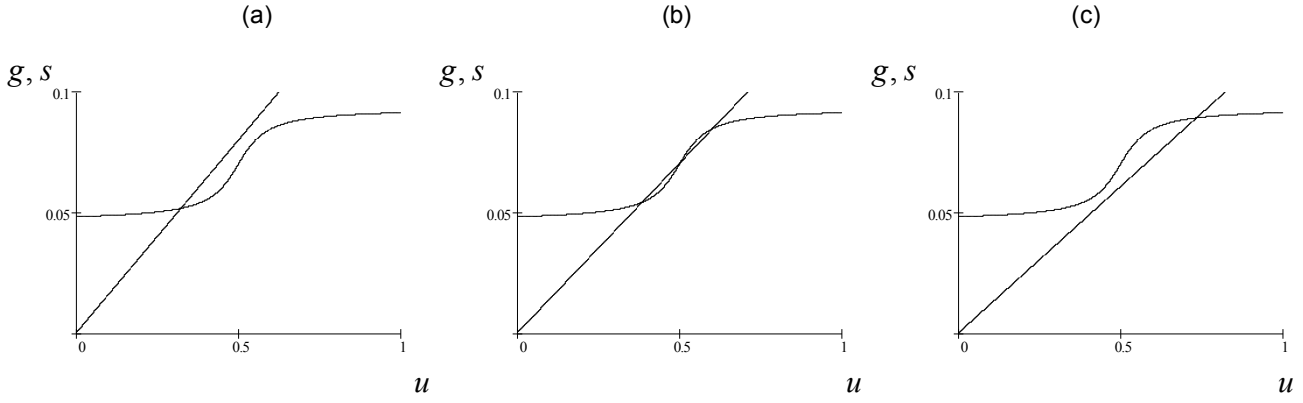 (a) (b) (c)
g, s g, s g, s
0.1 0.1 0.1
0.05 0.05 0.05
0 0.5 1 0 0.5 1 0 0.5 1
u u u